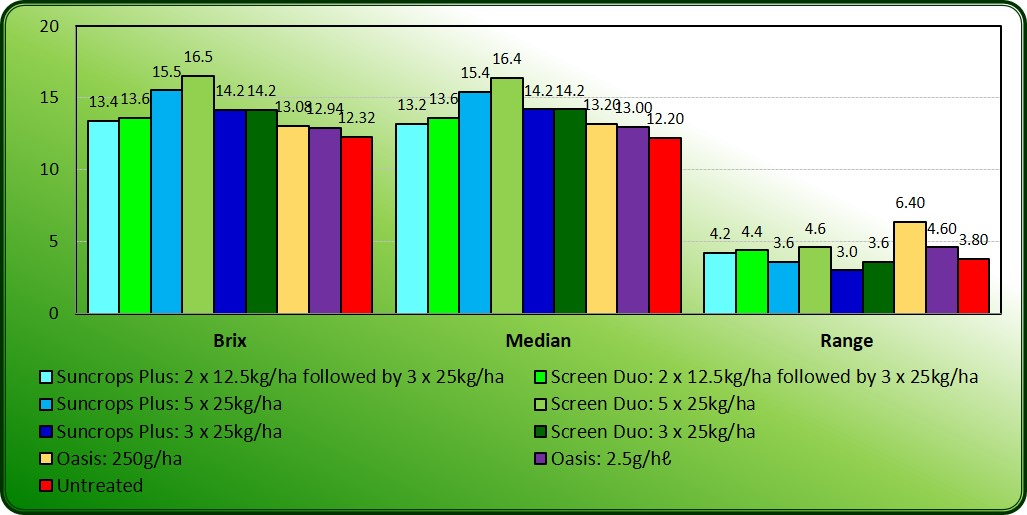 20
15
10
5
0
13.4 13.6 15.5 16.5 14.2 14.2 13.08 12.94 12.32
13.2 13.6 15.4 16.4 14.2 14.2 13.20 13.00 12.20
4.2 4.4 3.6 4.6 3.0 3.6 6.40 4.60 3.80
Brix Median Range
Suncrops Plus: 2 x 12.5kg/ha followed by 3 x 25kg/ha Screen Duo: 2 x 12.5kg/ha followed by 3 x 25kg/ha
Suncrops Plus: 5 x 25kg/ha Screen Duo: 5 x 25kg/ha
Suncrops Plus: 3 x 25kg/ha Screen Duo: 3 x 25kg/ha
Oasis: 250g/ha Oasis: 2.5g/hℓ
Untreated